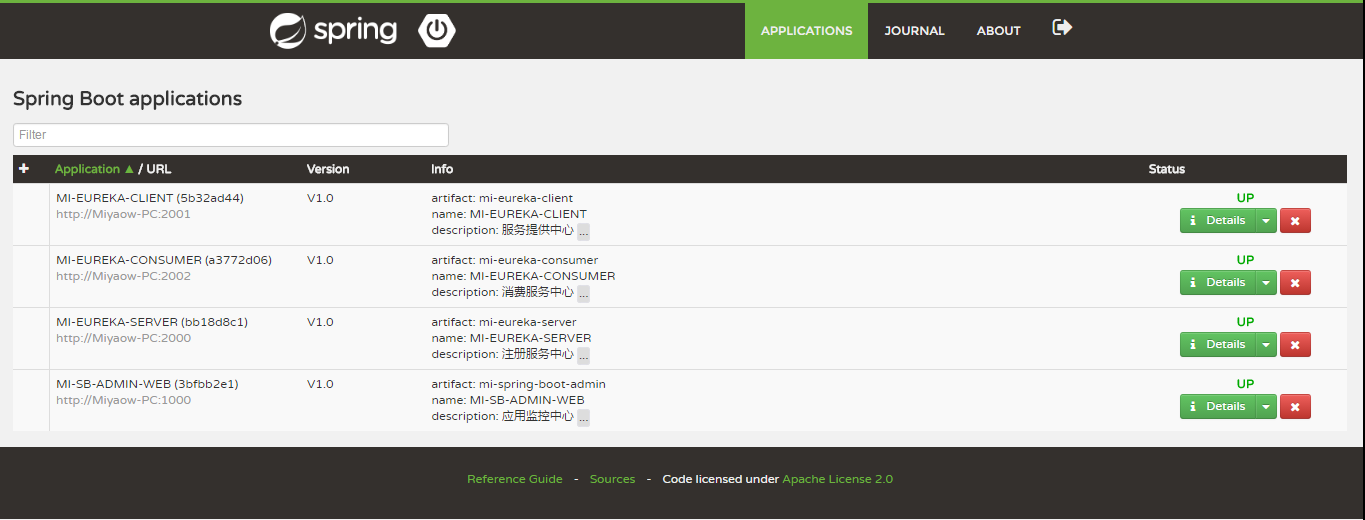 spring
APPLICATIONS JOURNAL ABOUT
Spring Boot applications
Filter
Application ▲ / URL Version Info Status
MI-EUREKA-CLIENT (5b32ad44) V1.0 artifact: mi-eureka-client UP
http://Miyaow-PC:2001 name: MI-EUREKA-CLIENT Details
description: 服务提供中心 ...
MI-EUREKA-CONSUMER (a3772d06) V1.0 artifact: mi-eureka-consumer UP
http://Miyaow-PC:2002 name: MI-EUREKA-CONSUMER Details
description: 消费服务中心 ...
MI-EUREKA-SERVER (bb18d8c1) V1.0 artifact: mi-eureka-server UP
http://Miyaow-PC:2000 name: MI-EUREKA-SERVER Details
description: 注册服务中心 ...
MI-SB-ADMIN-WEB (3bfbb2e1) V1.0 artifact: mi-spring-boot-admin UP
http://Miyaow-PC:1000 name: MI-SB-ADMIN-WEB Details
description: 应用监控中心 ...
Reference Guide - Sources - Code licensed under Apache License 2.0